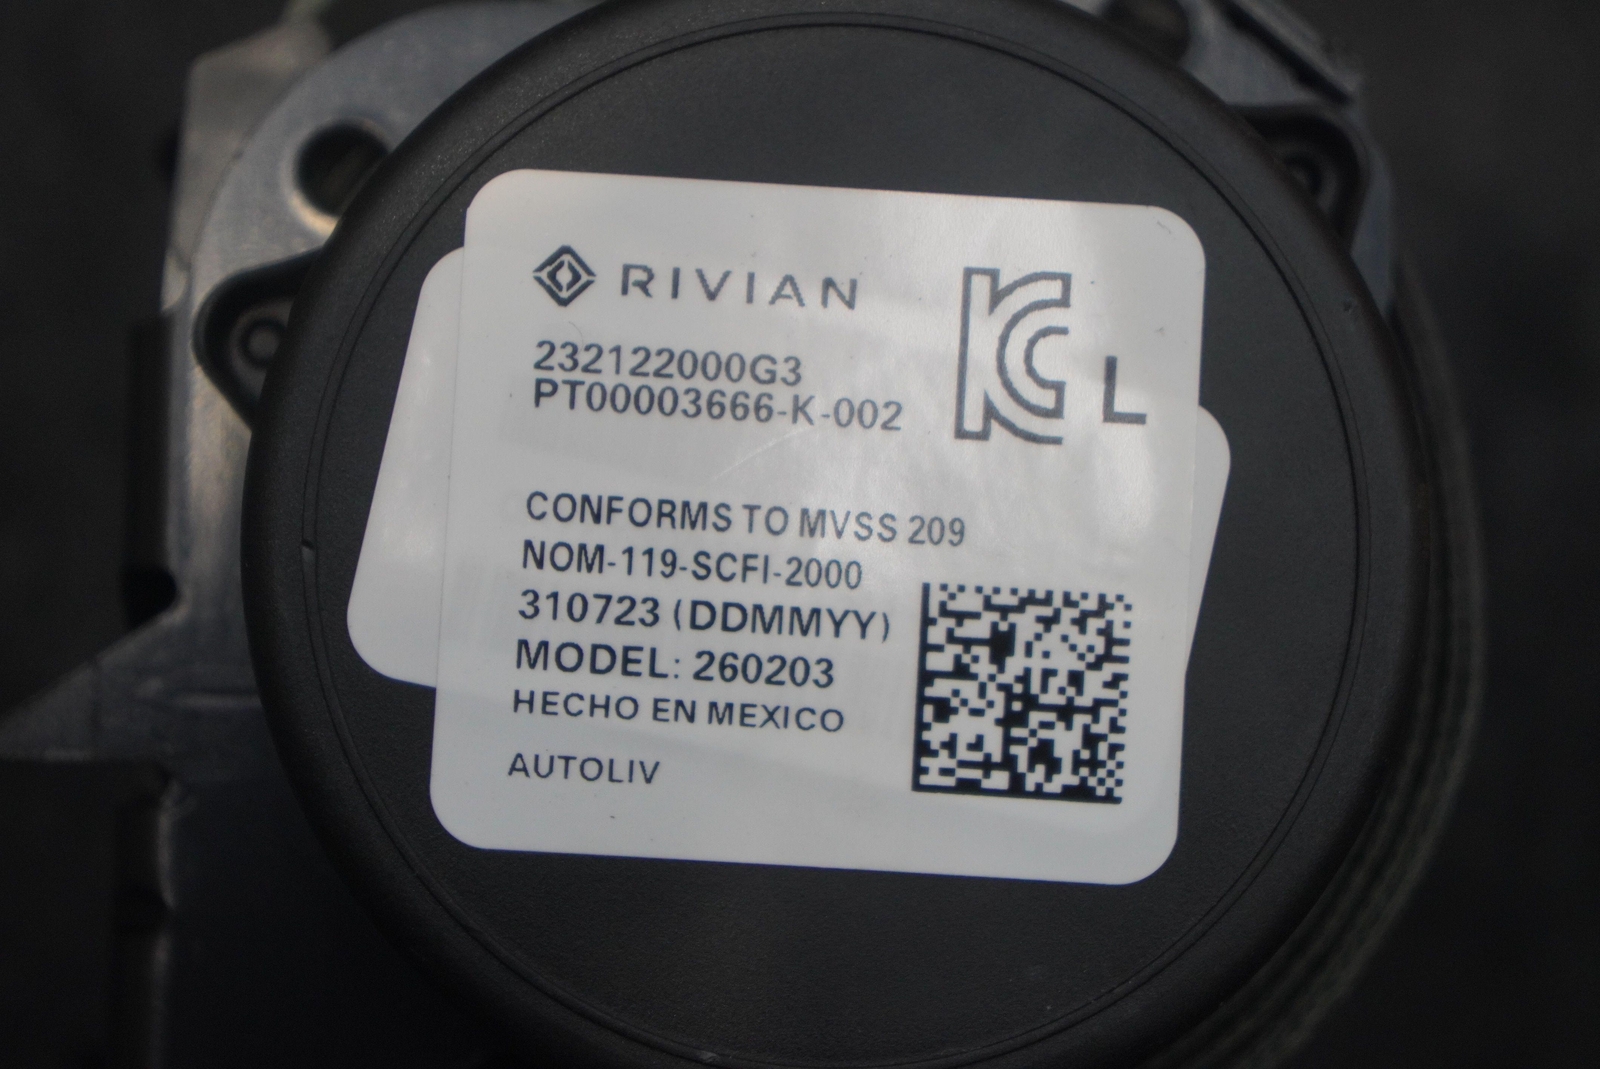 RIVIAN
232122000G3
PT00003666-K-002
KC L
CONFORMS TO MVSS 209
NOM-119-SCFI-2000
310723 (DDMMYY)
MODEL: 260203
HECHO EN MEXICO
AUTOLIV